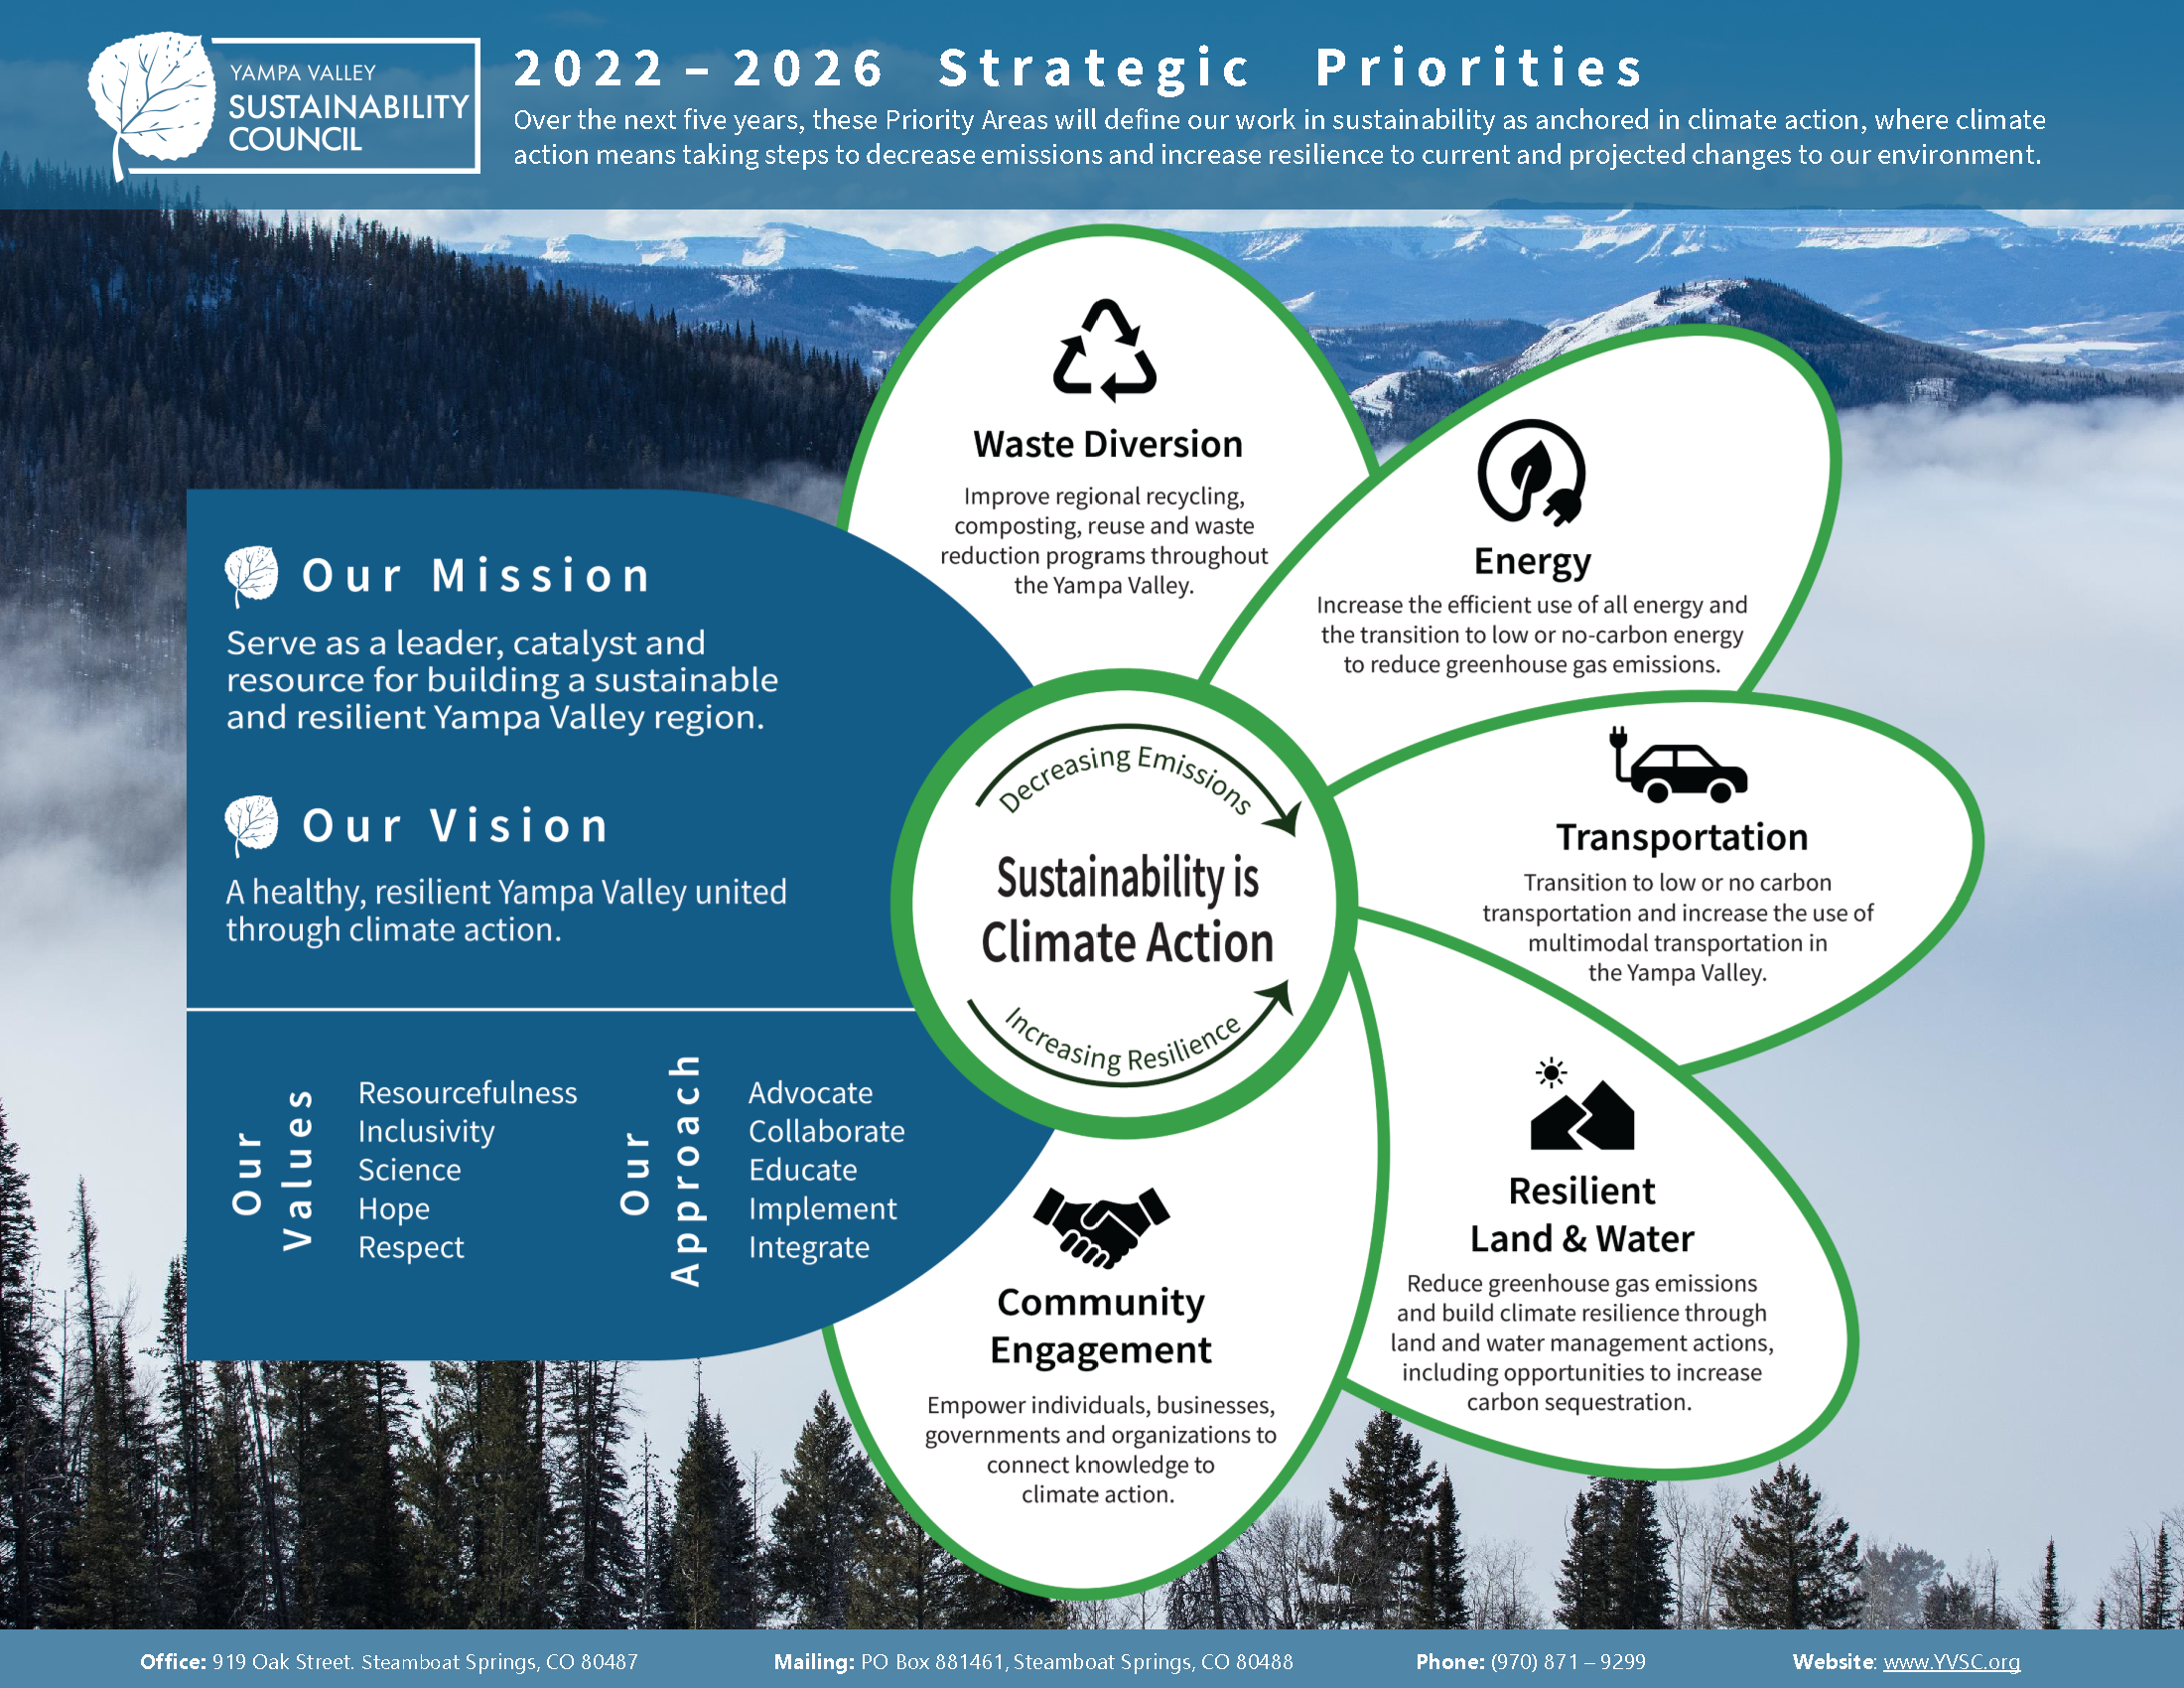 YAMPA VALLEY
SUSTAINABILITY
COUNCIL
2022 – 2026 Strategic Priorities
Over the next five years, these Priority Areas will define our work in sustainability as anchored in climate action, where climate
action means taking steps to decrease emissions and increase resilience to current and projected changes to our environment.
Waste Diversion
Improve regional recycling,
composting, reuse and waste
reduction programs throughout
the Yampa Valley.
Energy
Increase the efficient use of all energy and
the transition to low or no-carbon energy
to reduce greenhouse gas emissions.
Transportation
Transition to low or no carbon
transportation and increase the use of
multimodal transportation in
the Yampa Valley.
Resilient
Land & Water
Reduce greenhouse gas emissions
and build climate resilience through
land and water management actions,
including opportunities to increase
carbon sequestration.
Community
Engagement
Empower individuals, businesses,
governments and organizations to
connect knowledge to
climate action.
Decreasing Emissions
Sustainability is
Climate Action
Increasing Resilience
Our Mission
Serve as a leader, catalyst and
resource for building a sustainable
and resilient Yampa Valley region.
Our Vision
A healthy, resilient Yampa Valley united
through climate action.
Our
Values
Resourcefulness
Inclusivity
Science
Hope
Respect
Our
Approach
Advocate
Collaborate
Educate
Implement
Integrate
Office: 919 Oak Street. Steamboat Springs, CO 80487
Mailing: PO Box 881461, Steamboat Springs, CO 80488
Phone: (970) 871 – 9299
Website: www.YVSC.org